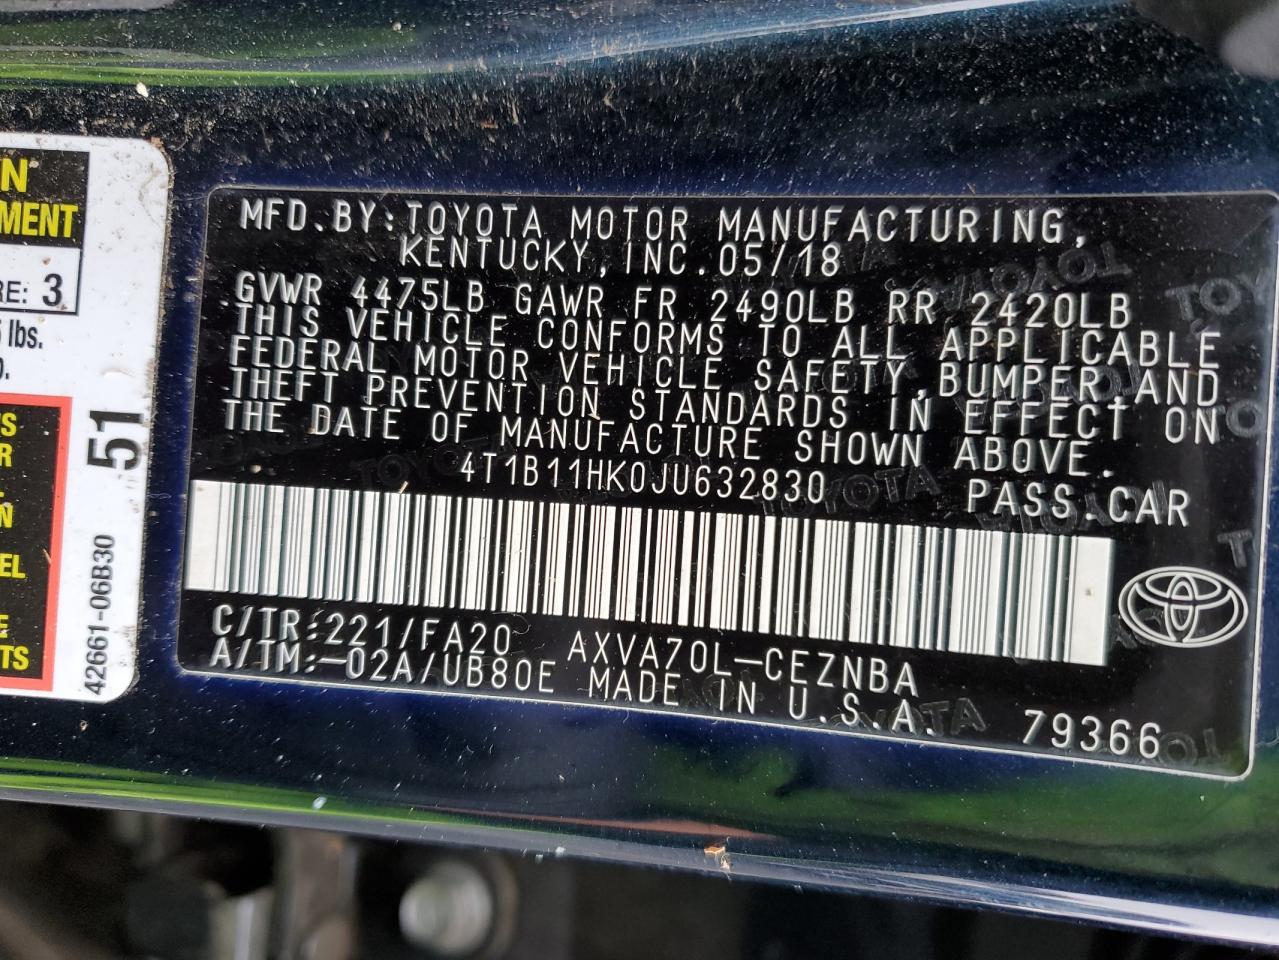 N
MENT
RE: 3
lbs.
51
42661-06B30
MFD.BY:TOYOTA MOTOR MANUFACTURING,
KENTUCKY,INC.05/18
GVWR 4475LB GAWR FR 2490LB RR 2420LB
THIS VEHICLE CONFORMS TO ALL APPLICABLE
FEDERAL MOTOR VEHICLE SAFETY,BUMPER,AND
THEFT PREVENTION STANDARDS IN EFFECT ON
THE DATE OF MANUFACTURE SHOWN ABOVE.
4T1B11HK0JU632830 PASS.CAR
C/TR:221/FA20 AXVA70L-CEZNBA
A/TM:-02A/UB80E MADE IN U.S.A. 79366